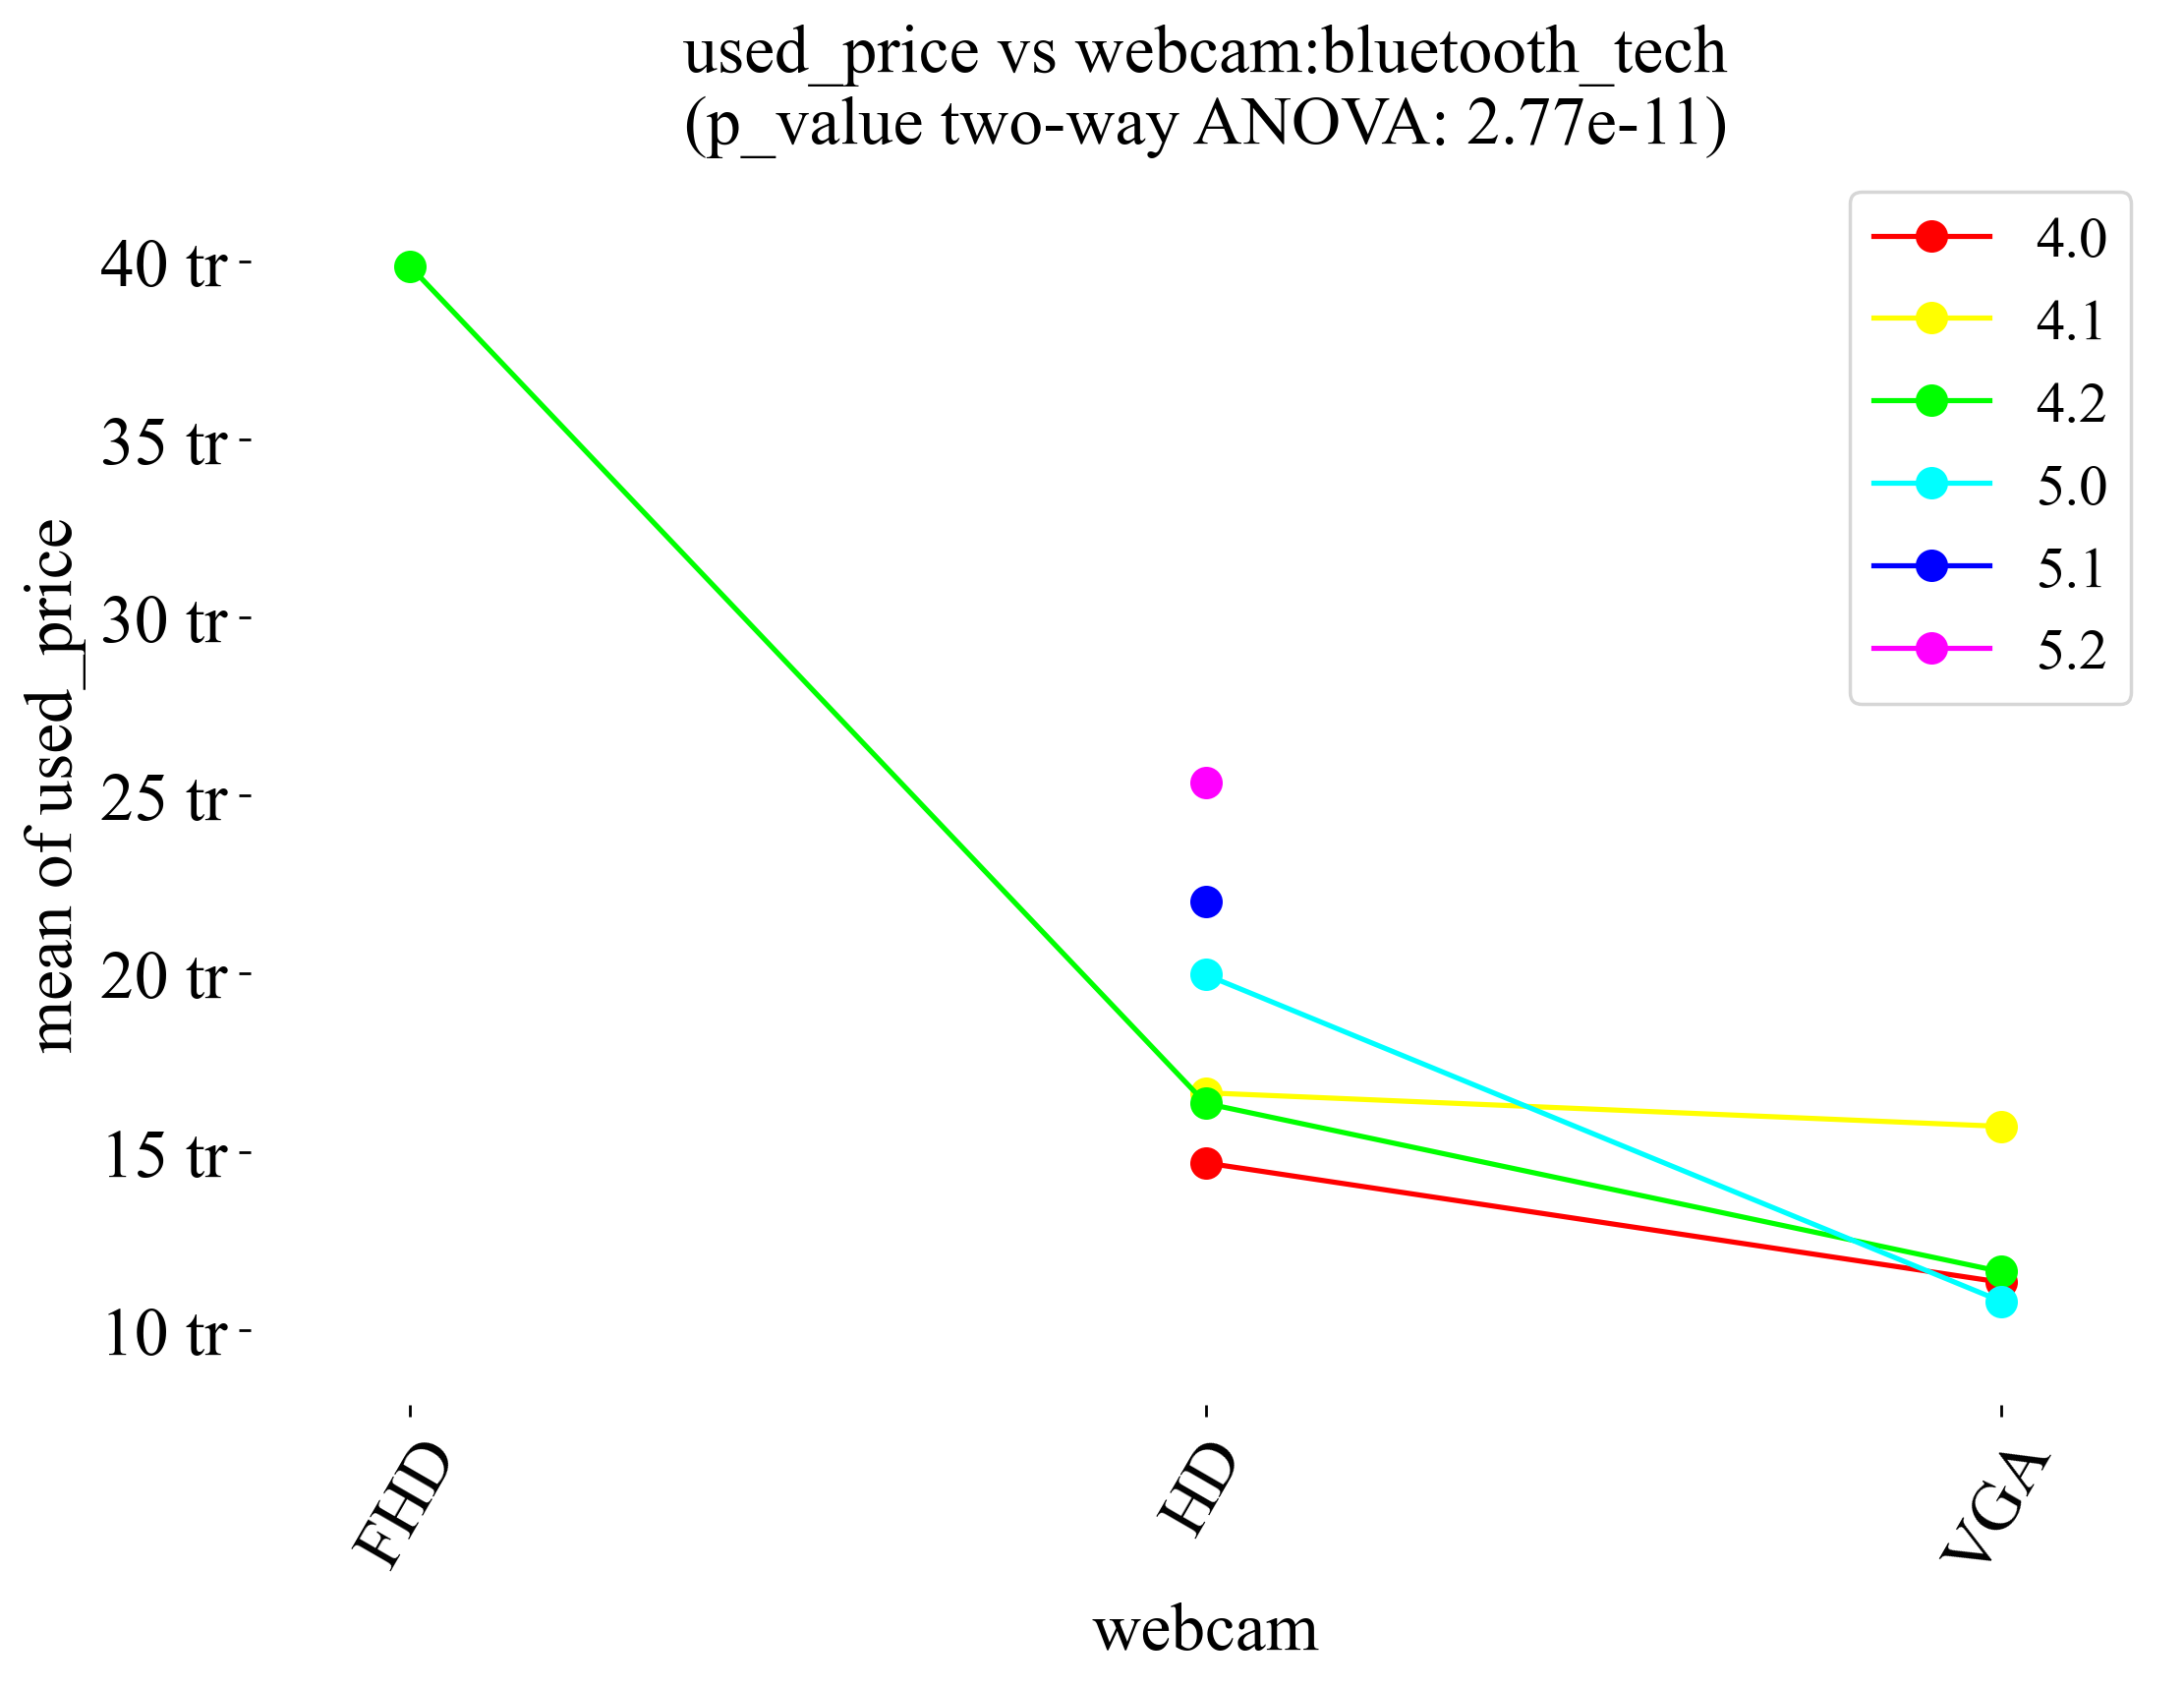 used_price vs webcam:bluetooth_tech
(p_value two-way ANOVA: 2.77e-11)
mean of used_price
40 tr
35 tr
30 tr
25 tr
20 tr
15 tr
10 tr
4.0
4.1
4.2
5.0
5.1
5.2
FHD
HD
VGA
webcam